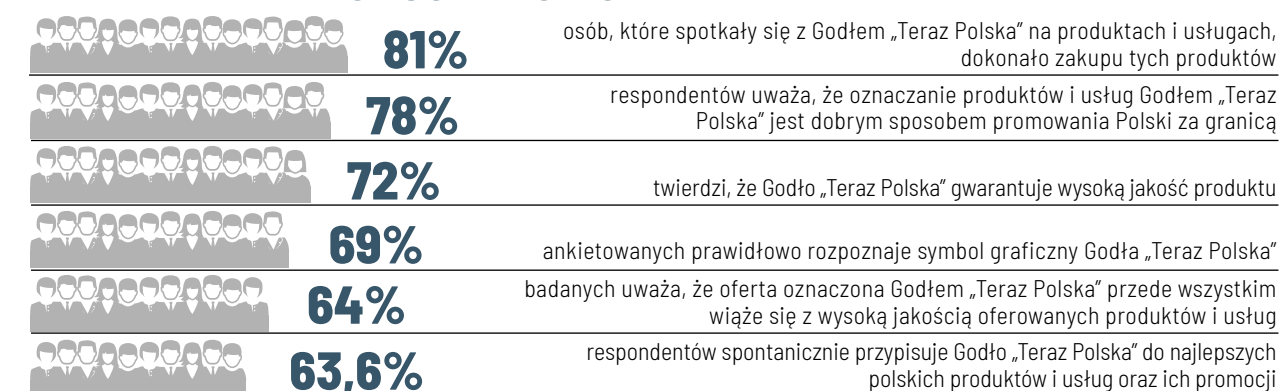 81%
osób, które spotkały się z Godłem „Teraz Polska” na produktach i usługach,
dokonało zakupu tych produktów
78%
respondentów uważa, że oznaczanie produktów i usług Godłem „Teraz
Polska” jest dobrym sposobem promowania Polski za granicą
72%
twierdzi, że Godło „Teraz Polska” gwarantuje wysoką jakość produktu
69%
ankietowanych prawidłowo rozpoznaje symbol graficzny Godła „Teraz Polska”
64%
badanych uważa, że oferta oznaczona Godłem „Teraz Polska” przede wszystkim
wiąże się z wysoką jakością oferowanych produktów i usług
63,6%
respondentów spontanicznie przypisuje Godło „Teraz Polska” do najlepszych
polskich produktów i usług oraz ich promocji